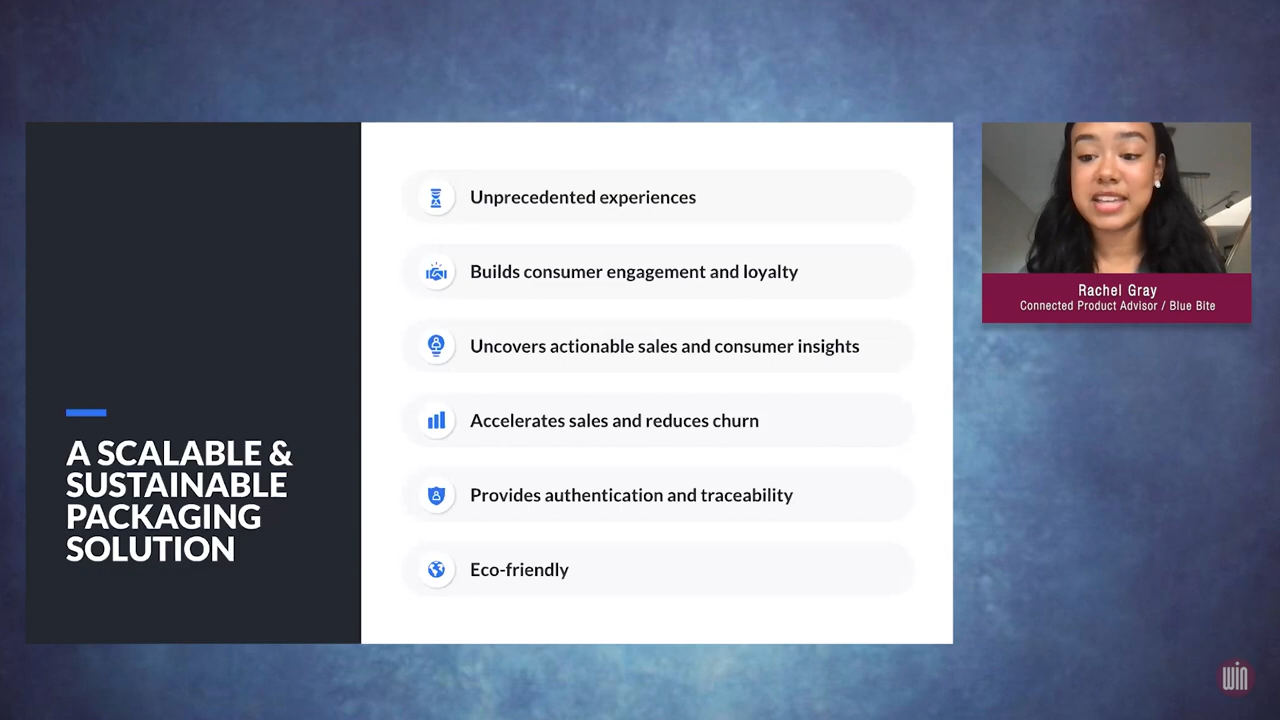 A SCALABLE &
SUSTAINABLE
PACKAGING
SOLUTION
Unprecedented experiences
Builds consumer engagement and loyalty
Uncovers actionable sales and consumer insights
Accelerates sales and reduces churn
Provides authentication and traceability
Eco-friendly
Rachel Gray
Connected Product Advisor / Blue Bite
win